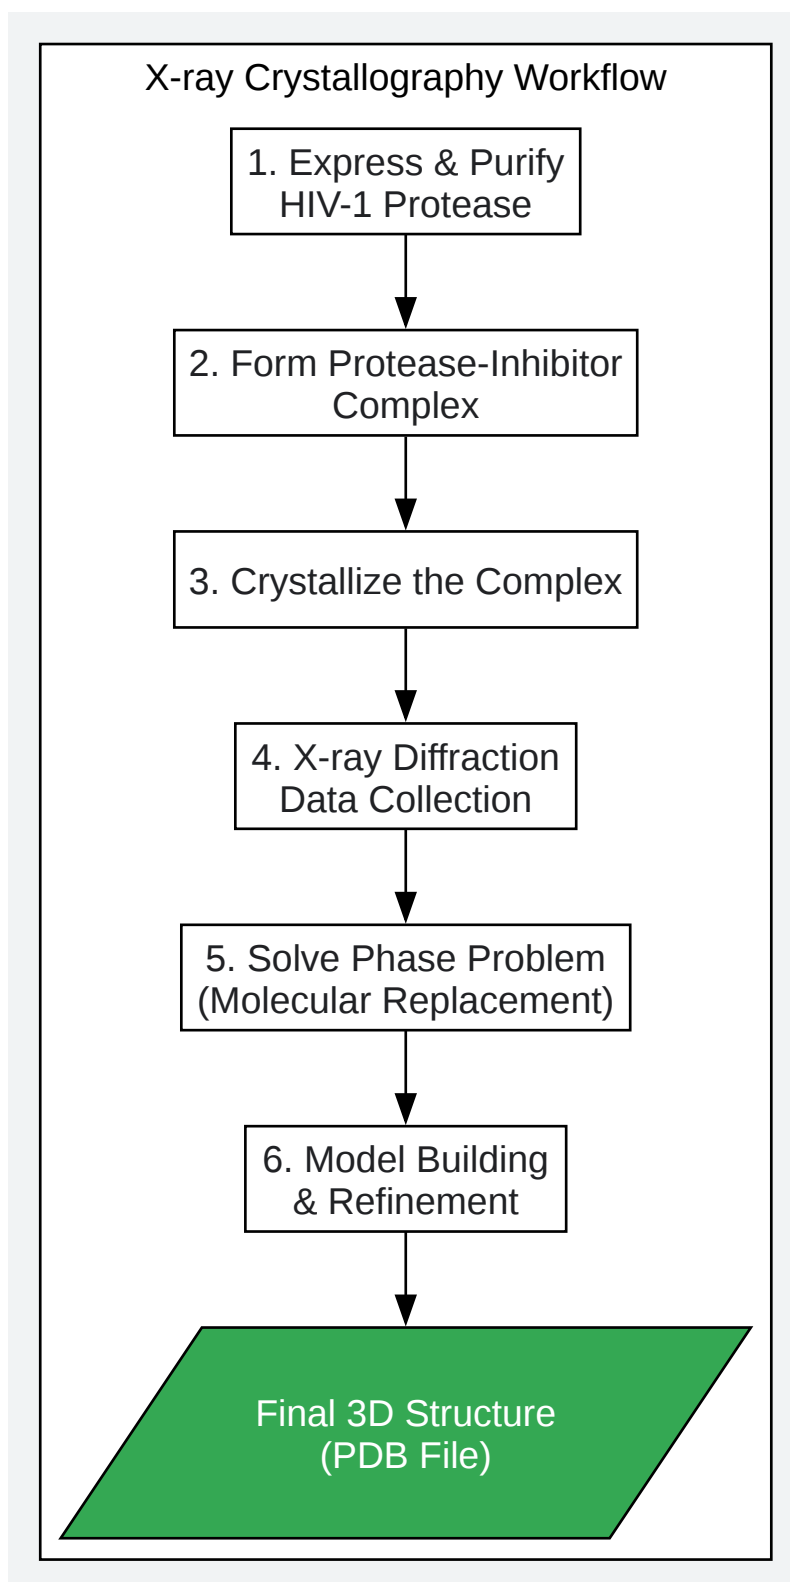 X-ray Crystallography Workflow
1. Express & Purify
HIV-1 Protease
2. Form Protease-Inhibitor
Complex
3. Crystallize the Complex
4. X-ray Diffraction
Data Collection
5. Solve Phase Problem
(Molecular Replacement)
6. Model Building
& Refinement
Final 3D Structure
(PDB File)